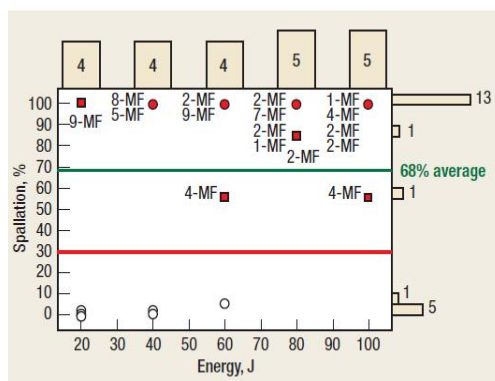 4 4 4 5 5
100 8-MF 2-MF 2-MF 1-MF 13
9-MF 5-MF 9-MF 7-MF 4-MF
90 2-MF 2-MF 1
80 1-MF 2-MF 2-MF
70
68% average
60 4-MF 4-MF 1
50
40
30
20
10 1
0 5
Spallation, %
20 30 40 50 60 70 80 90 100
Energy, J